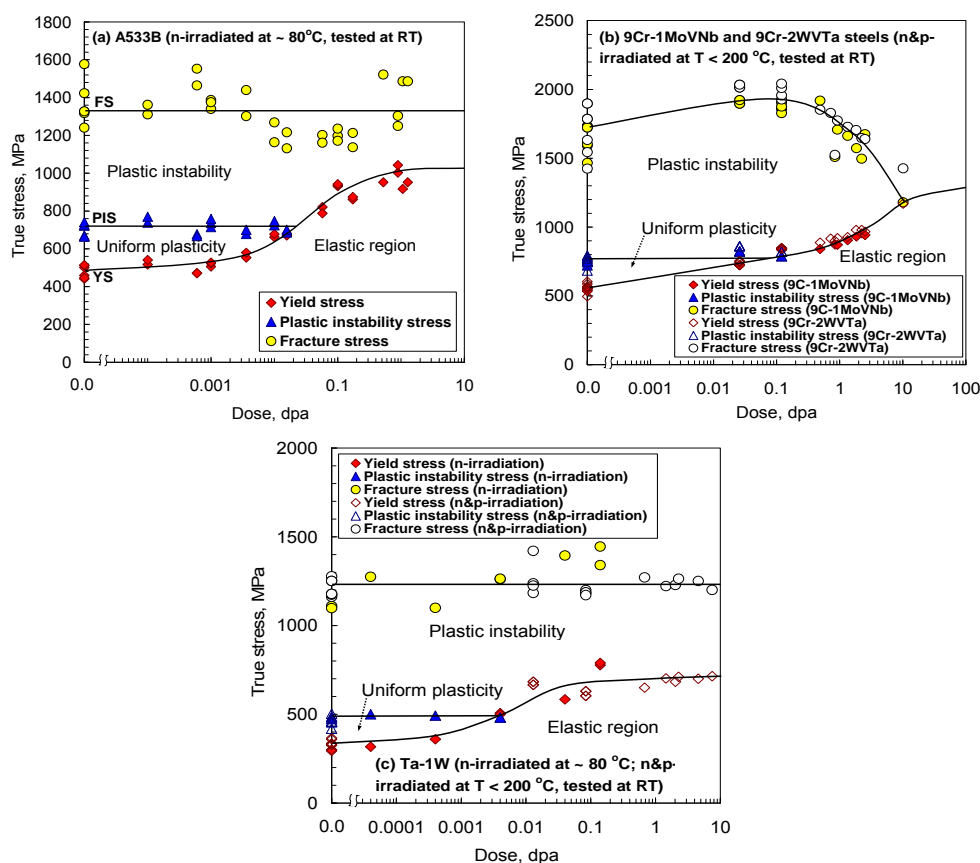 1800
1600
1400
1200
1000
800
600
400
200
0
True stress, MPa
(a) A533B (n-irradiated at ~ 80°C, tested at RT)
FS
Plastic instability
PIS
Uniform plasticity
Elastic region
YS
Yield stress
Plastic instability stress
Fracture stress
0.0 0.001 0.1 10
Dose, dpa
2500
2000
1500
1000
500
0
True stress, MPa
(b) 9Cr-1MoVNb and 9Cr-2WVTa steels (n&p-
irradiated at T < 200 °C, tested at RT)
Plastic instability
Uniform plasticity
Elastic region
Yield stress (9C-1MoVNb)
Plastic instability stress (9C-1MoVNb)
Fracture stress (9C-1MoVNb)
Yield stress (9Cr-2WVTa)
Plastic instability stress (9Cr-2WVTa)
Fracture stress (9Cr-2WVTa)
0.0 0.001 0.01 0.1 1 10 100
Dose, dpa
2000
1500
1000
500
0
True stress, MPa
Yield stress (n-irradiation)
Plastic instability stress (n-irradiation)
Fracture stress (n-irradiation)
Yield stress (n&p-irradiation)
Plastic instability stress (n&p-irradiation)
Fracture stress (n&p-irradiation)
Plastic instability
Uniform plasticity
Elastic region
(c) Ta-1W (n-irradiated at ~ 80 °C; n&p-
irradiated at T < 200 °C, tested at RT)
0.0 0.0001 0.001 0.01 0.1 1 10
Dose, dpa